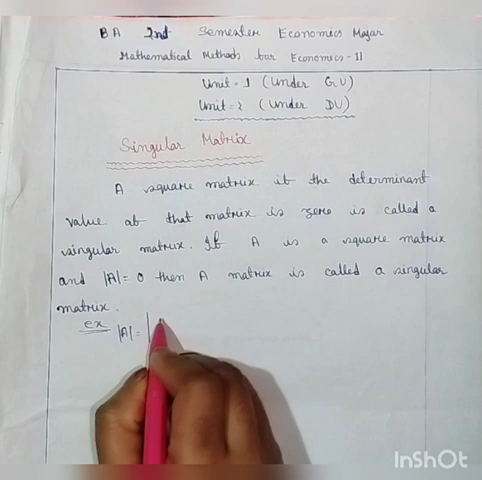 BA 2nd Semester Economics Major
Mathematical Methods for Economics - II
Unit - 1 (Under GU)
Unit = 2 (Under DU)
Singular Matrix
A square matrix if the determinant
value of that matrix is zero is called a
singular matrix. If A is a square matrix
and |A| = 0 then A matrix is called a singular
matrix.
ex |A| = |
InShOt